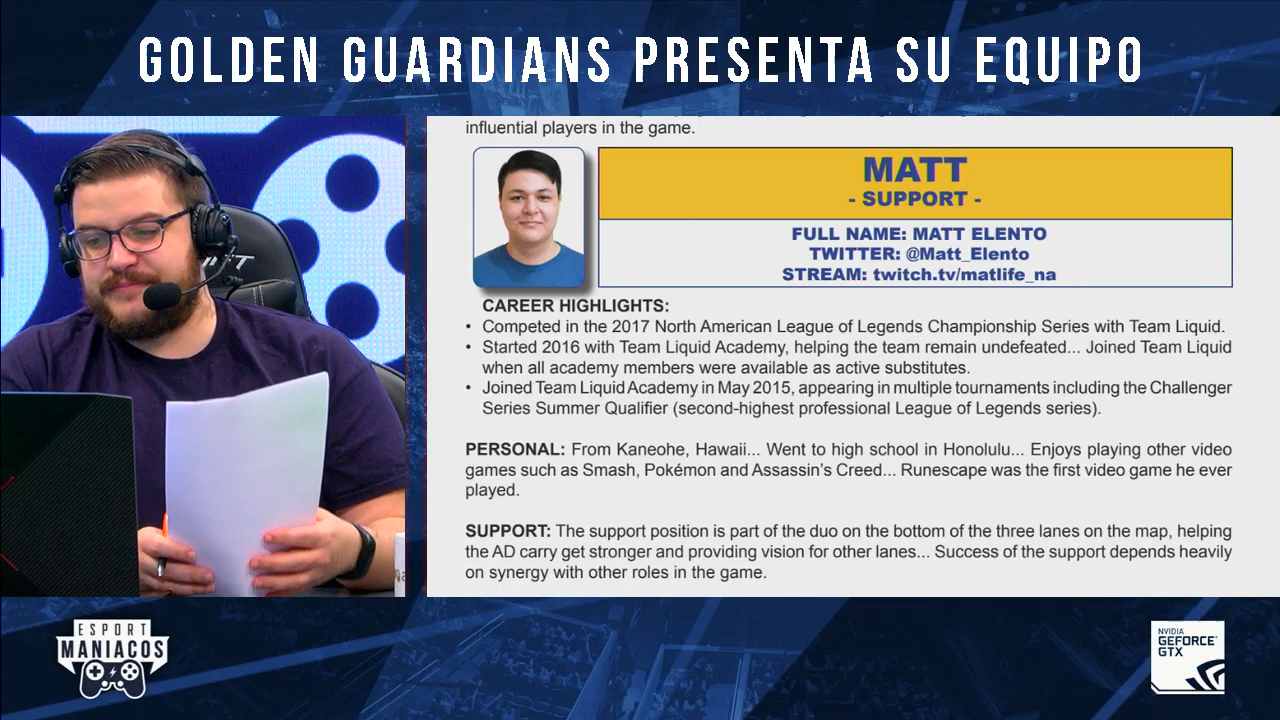 GOLDEN GUARDIANS PRESENTA SU EQUIPO
influential players in the game.
MATT
- SUPPORT -
FULL NAME: MATT ELENTO
TWITTER: @Matt_Elento
STREAM: twitch.tv/matlife_na
CAREER HIGHLIGHTS:
• Competed in the 2017 North American League of Legends Championship Series with Team Liquid.
• Started 2016 with Team Liquid Academy, helping the team remain undefeated... Joined Team Liquid
when all academy members were available as active substitutes.
• Joined Team Liquid Academy in May 2015, appearing in multiple tournaments including the Challenger
Series Summer Qualifier (second-highest professional League of Legends series).
PERSONAL: From Kaneohe, Hawaii... Went to high school in Honolulu... Enjoys playing other video
games such as Smash, Pokémon and Assassin's Creed... Runescape was the first video game he ever
played.
SUPPORT: The support position is part of the duo on the bottom of the three lanes on the map, helping
the AD carry get stronger and providing vision for other lanes... Success of the support depends heavily
on synergy with other roles in the game.
ESPORT
MANIACOS
NVIDIA
GEFORCE
GTX